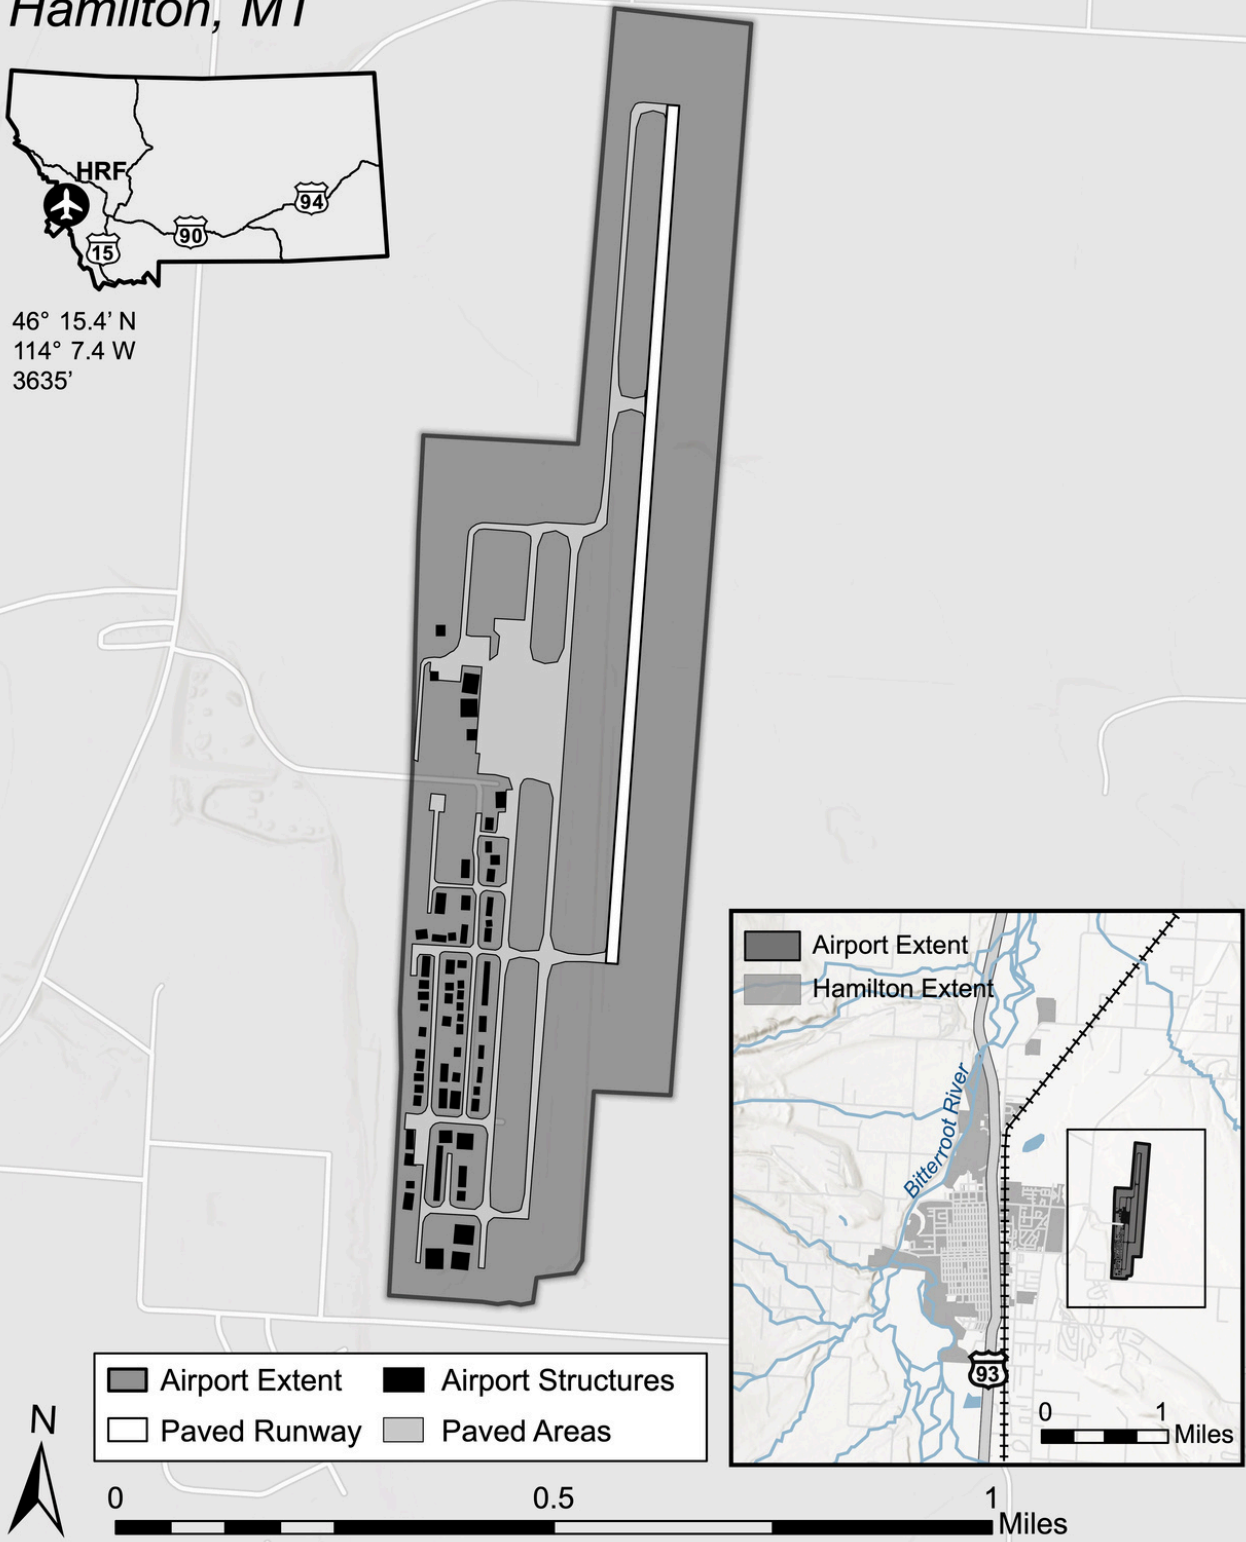 Hamilton, MT
HRF
94
90
15
46° 15.4’ N
114° 7.4 W
3635’
Airport Extent
Hamilton Extent
Bitterroot River
93
0 1
Miles
Airport Extent Airport Structures
Paved Runway Paved Areas
N
0 0.5 1
Miles